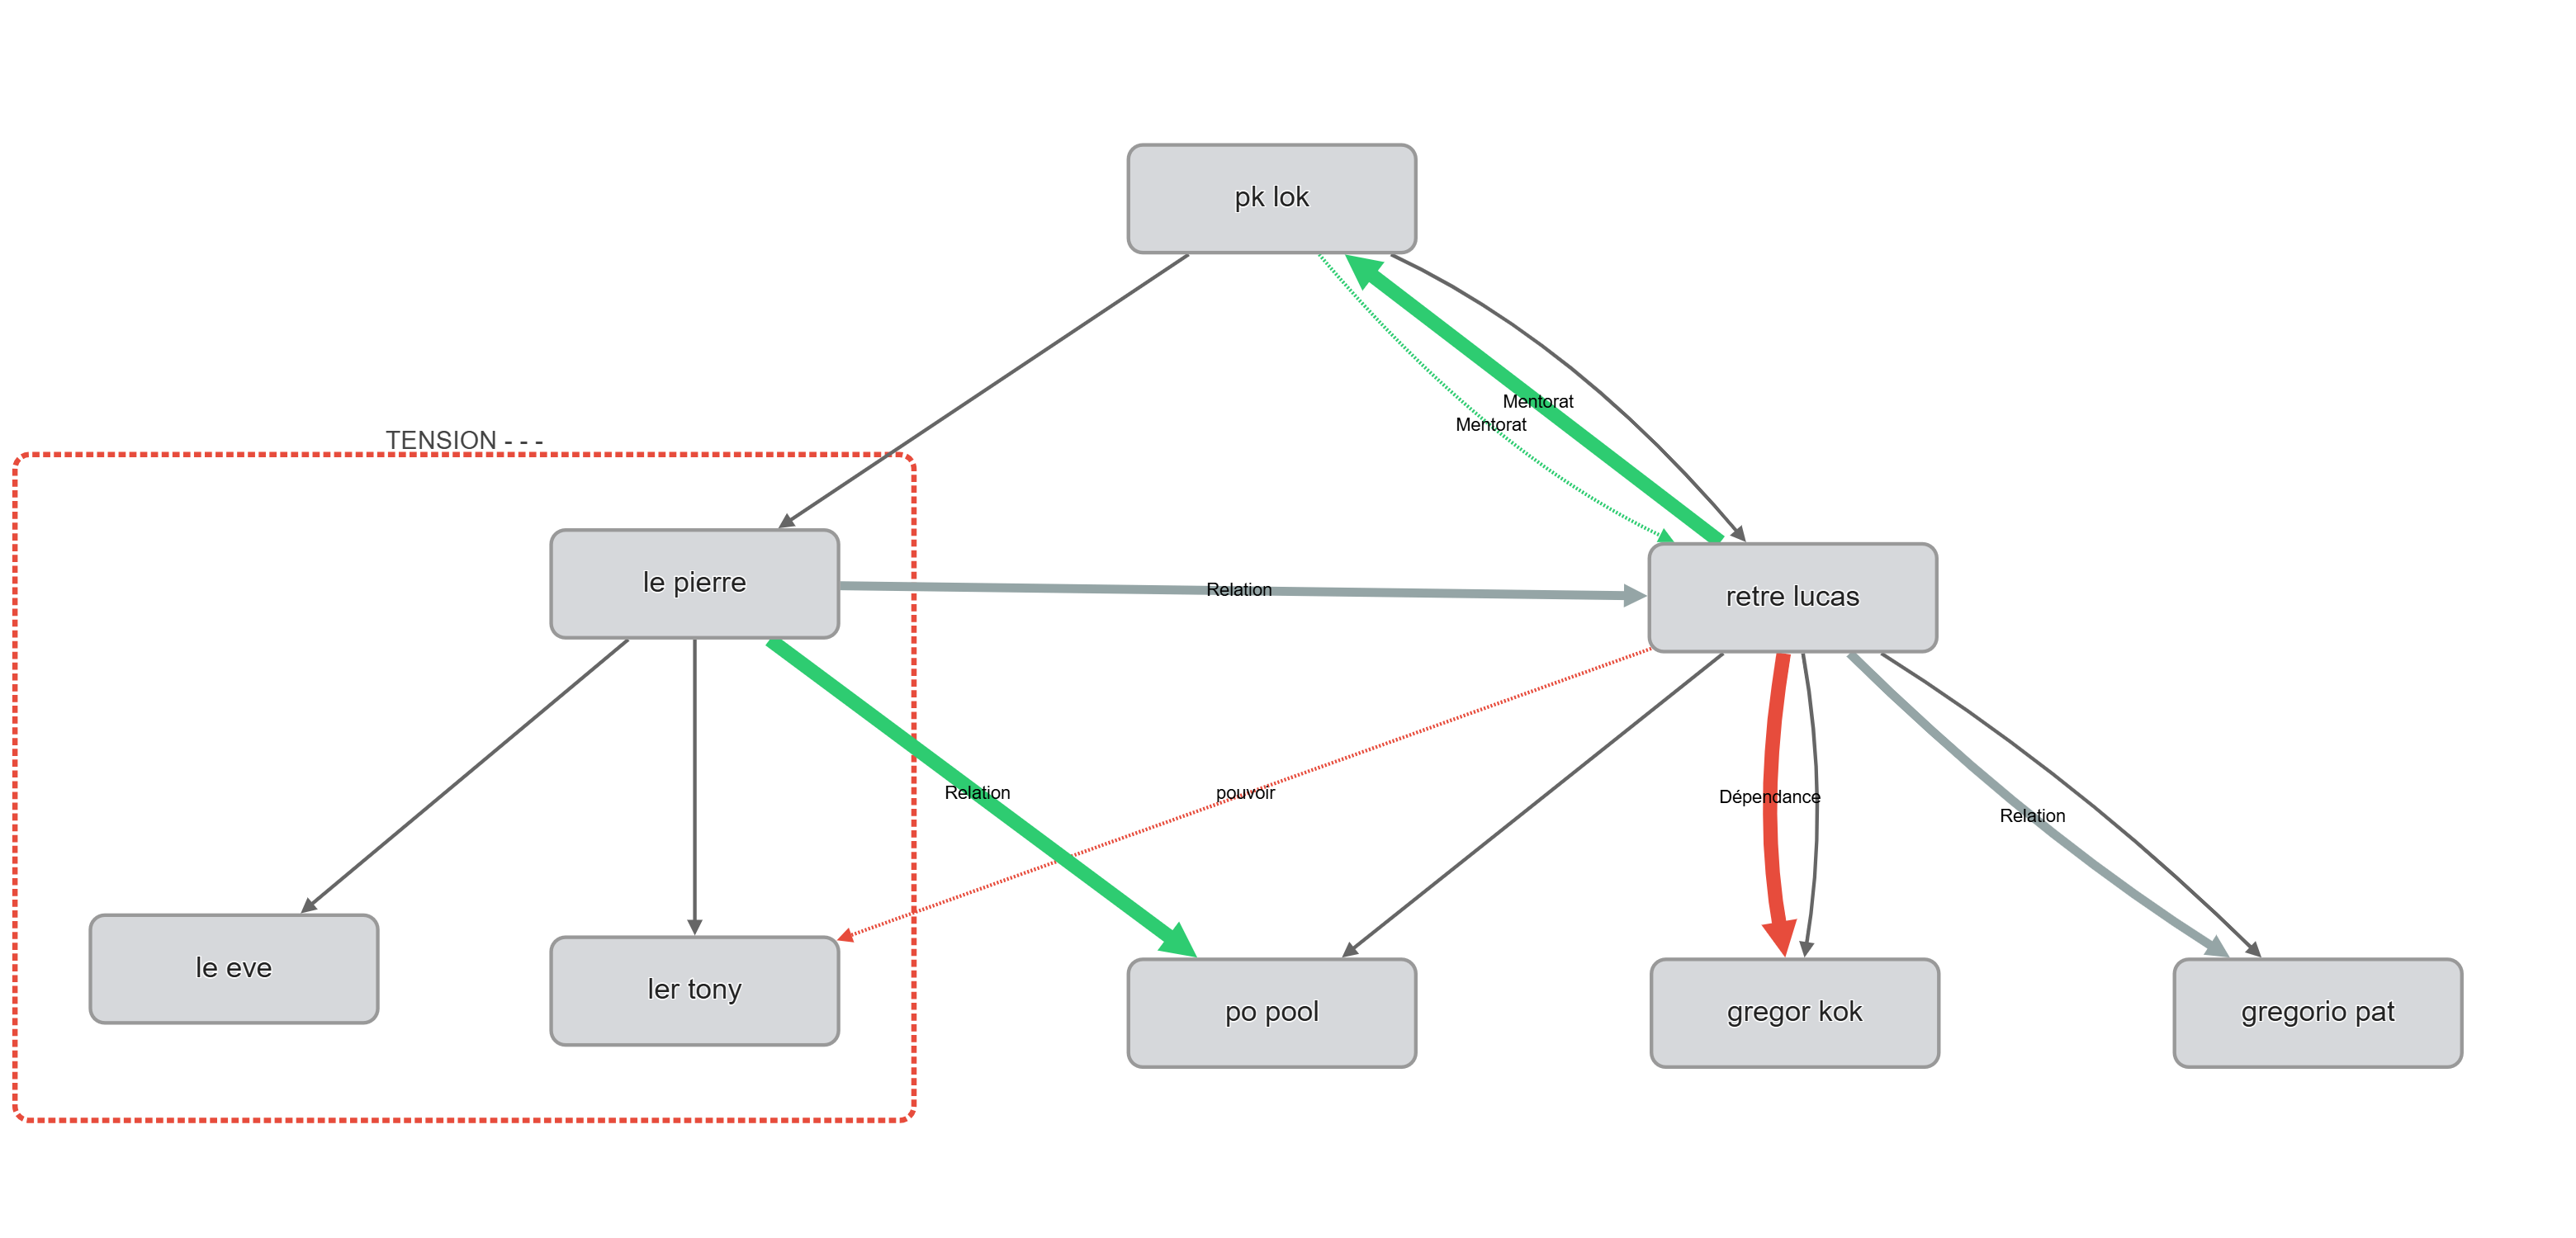 pk lok
Mentorat
Mentorat
TENSION - - -
le pierre
Relation
retre lucas
Relation
pouvoir
Dépendance
Relation
le eve
ler tony
po pool
gregor kok
gregorio pat